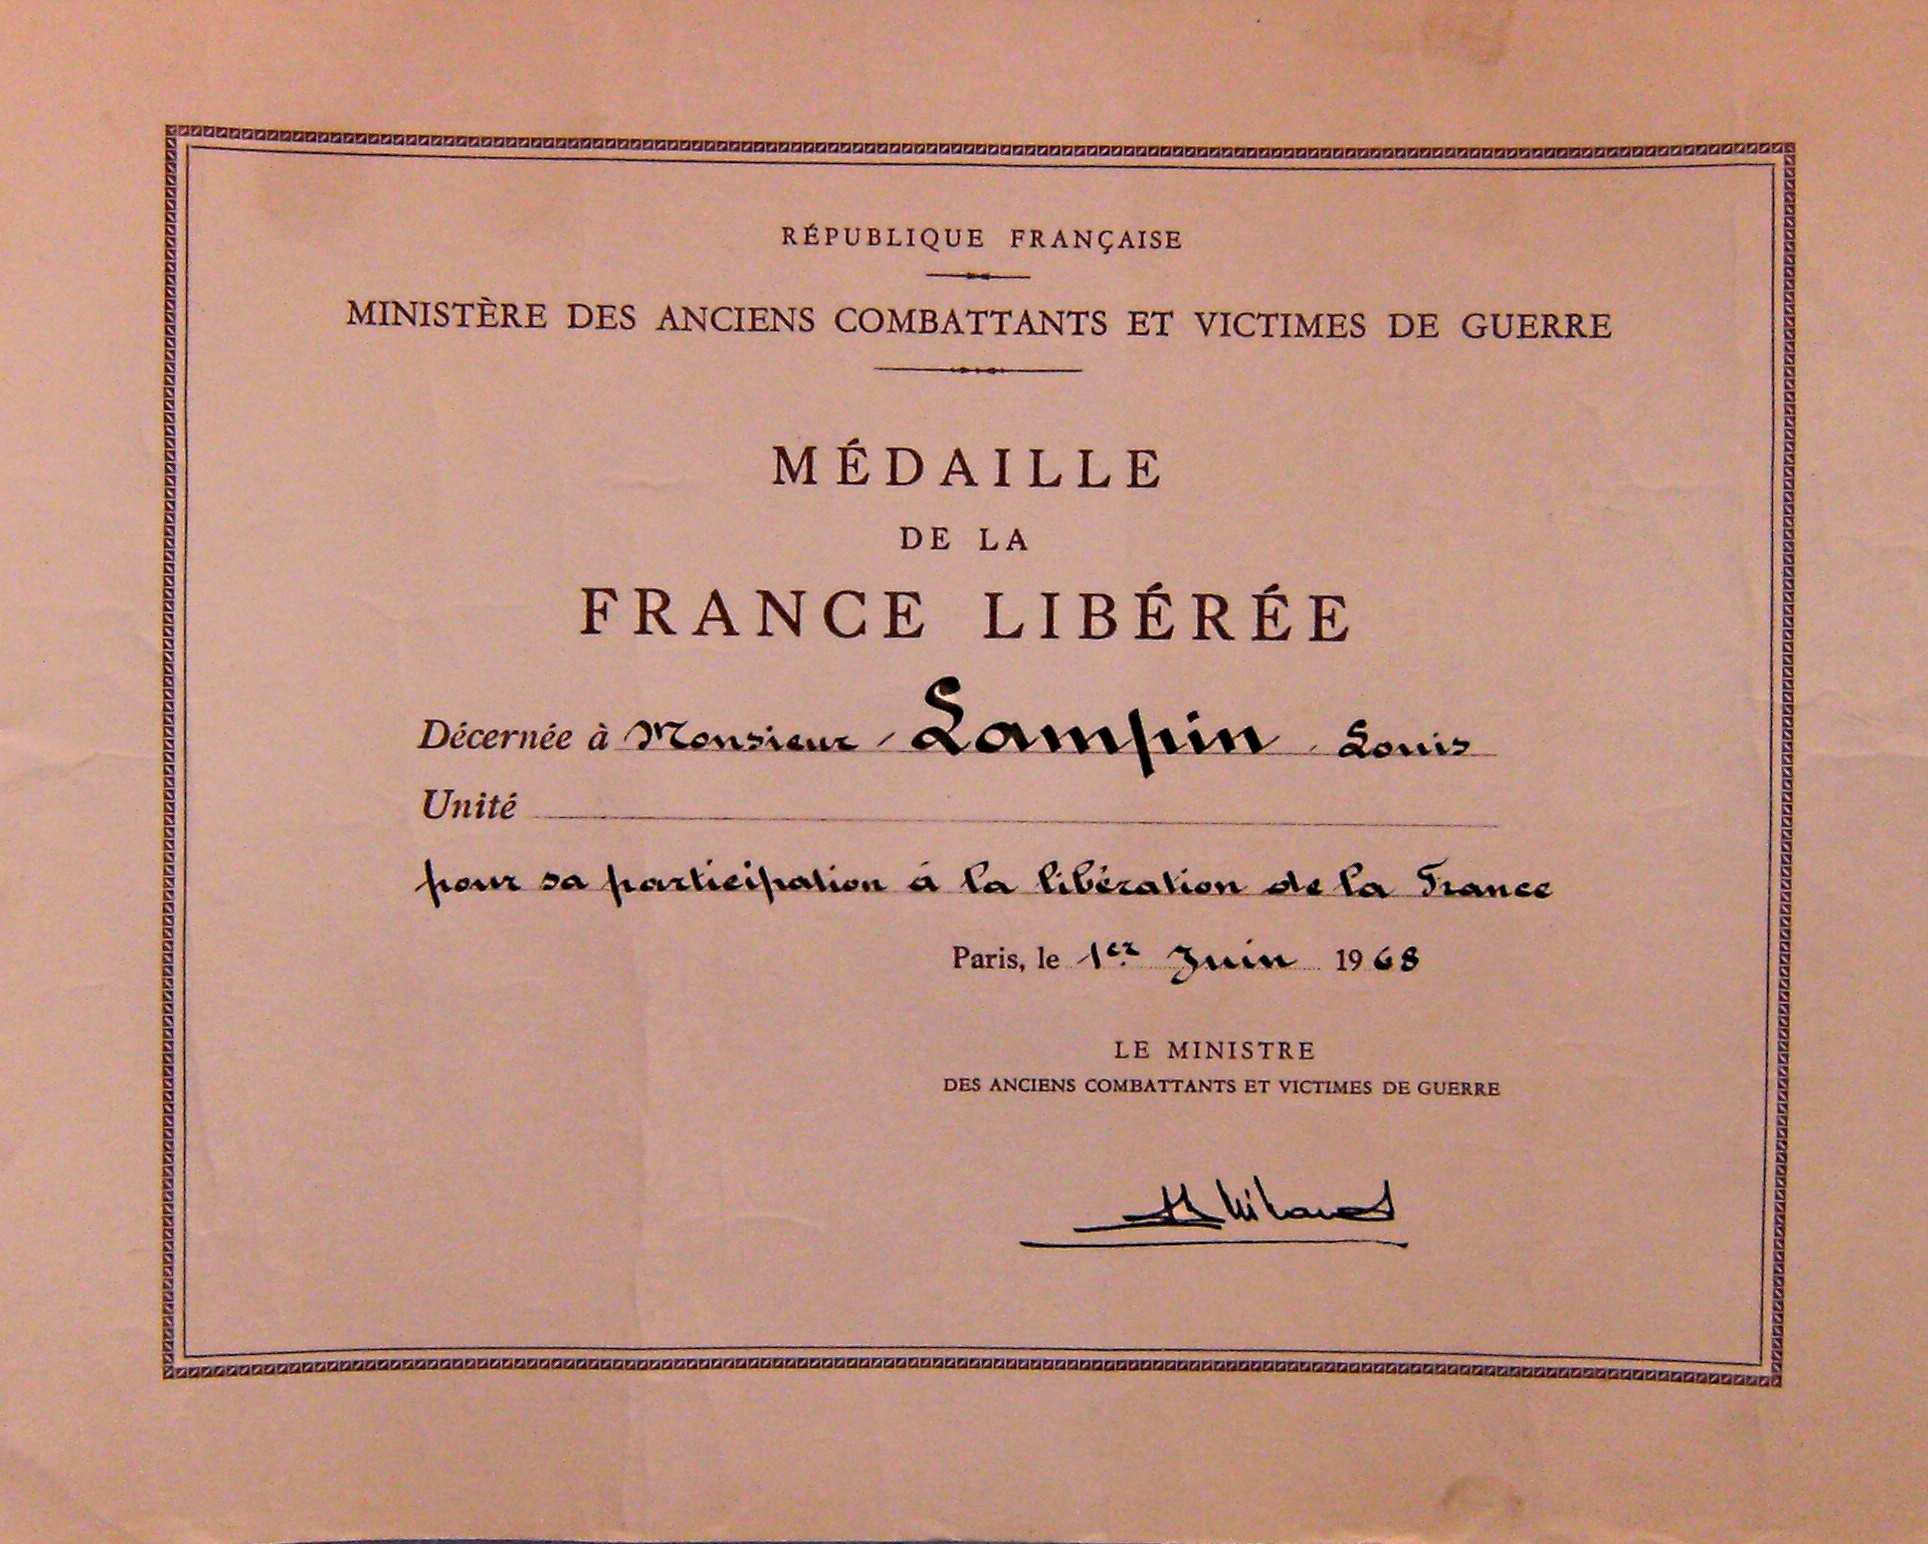 RÉPUBLIQUE FRANÇAISE
MINISTÈRE DES ANCIENS COMBATTANTS ET VICTIMES DE GUERRE
MÉDAILLE
DE LA
FRANCE LIBÉRÉE
Décernée à Monsieur Lampin Louis
Unité
pour sa participation à la libération de la France
Paris, le 1er Juin 1968
LE MINISTRE
DES ANCIENS COMBATTANTS ET VICTIMES DE GUERRE